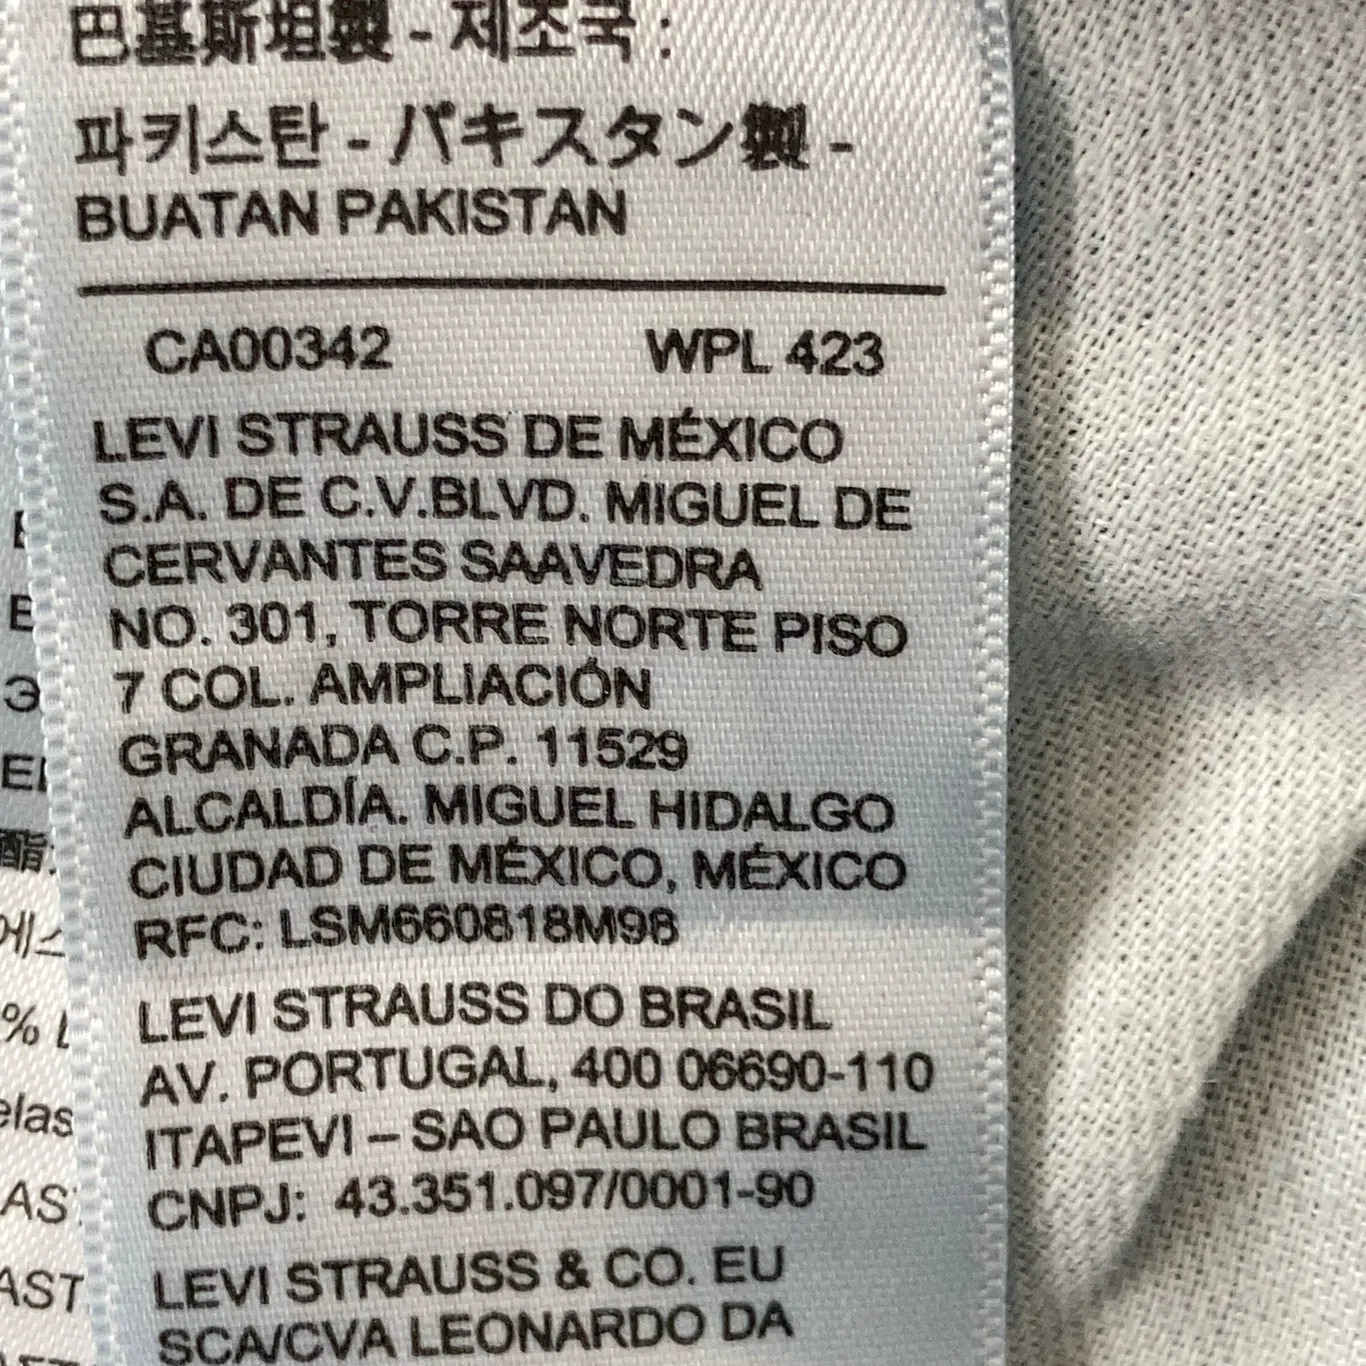 巴基斯坦製 - 제조국 :
파키스탄 - パキスタン製 -
BUATAN PAKISTAN
CA00342 WPL 423
LEVI STRAUSS DE MÉXICO
S.A. DE C.V.BLVD. MIGUEL DE
CERVANTES SAAVEDRA
NO. 301, TORRE NORTE PISO
7 COL. AMPLIACIÓN
GRANADA C.P. 11529
ALCALDÍA. MIGUEL HIDALGO
CIUDAD DE MÉXICO, MÉXICO
RFC: LSM660818M98
LEVI STRAUSS DO BRASIL
AV. PORTUGAL, 400 06690-110
ITAPEVI – SAO PAULO BRASIL
CNPJ: 43.351.097/0001-90
LEVI STRAUSS & CO. EU
SCA/CVA LEONARDO DA